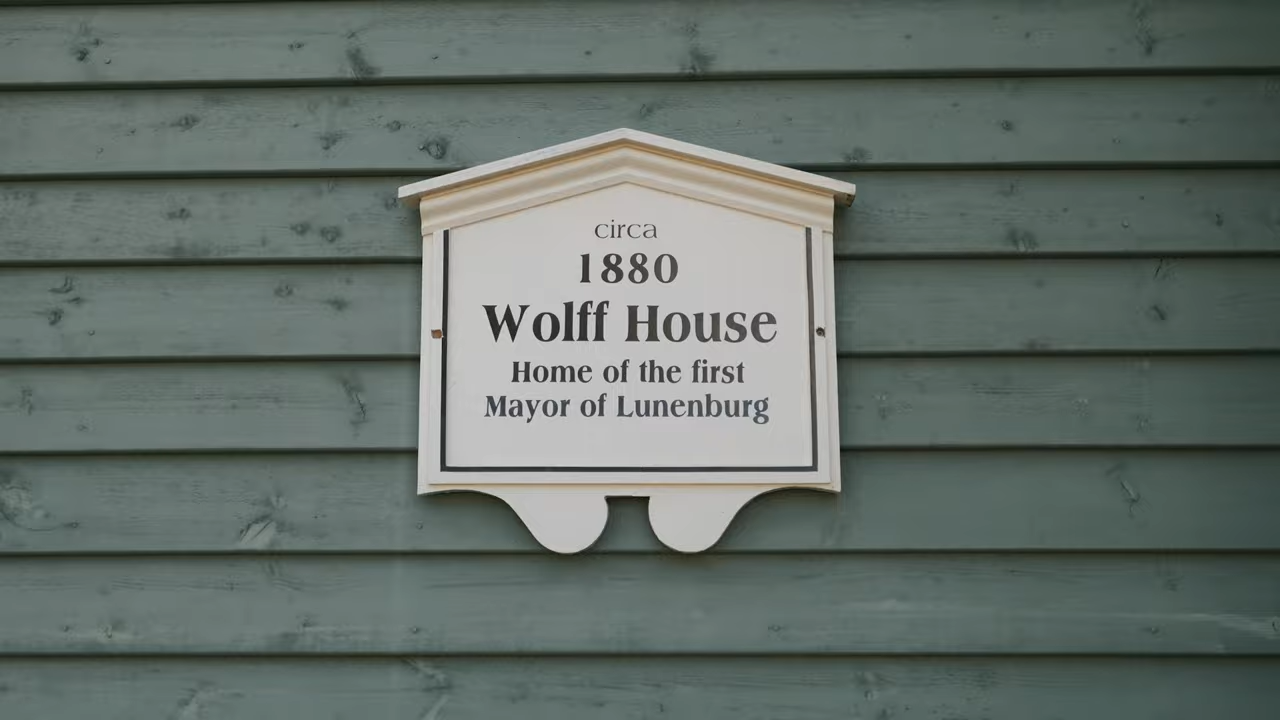 circa
1880
Wolff House
Home of the first
Mayor of Lunenburg